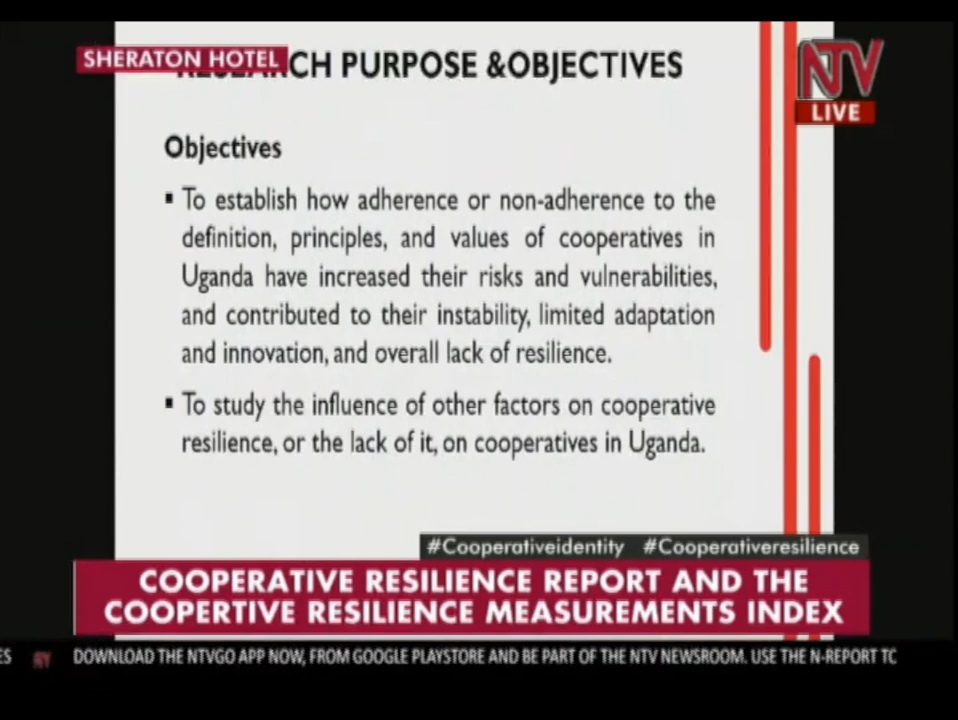 SHERATON HOTEL
RESEARCH PURPOSE &OBJECTIVES
NTV
LIVE
Objectives
▪ To establish how adherence or non-adherence to the
definition, principles, and values of cooperatives in
Uganda have increased their risks and vulnerabilities,
and contributed to their instability, limited adaptation
and innovation, and overall lack of resilience.
▪ To study the influence of other factors on cooperative
resilience, or the lack of it, on cooperatives in Uganda.
#Cooperativeidentity #Cooperativeresilience
COOPERATIVE RESILIENCE REPORT AND THE
COOPERTIVE RESILIENCE MEASUREMENTS INDEX
ES DOWNLOAD THE NTVGO APP NOW, FROM GOOGLE PLAYSTORE AND BE PART OF THE NTV NEWSROOM. USE THE N-REPORT TO